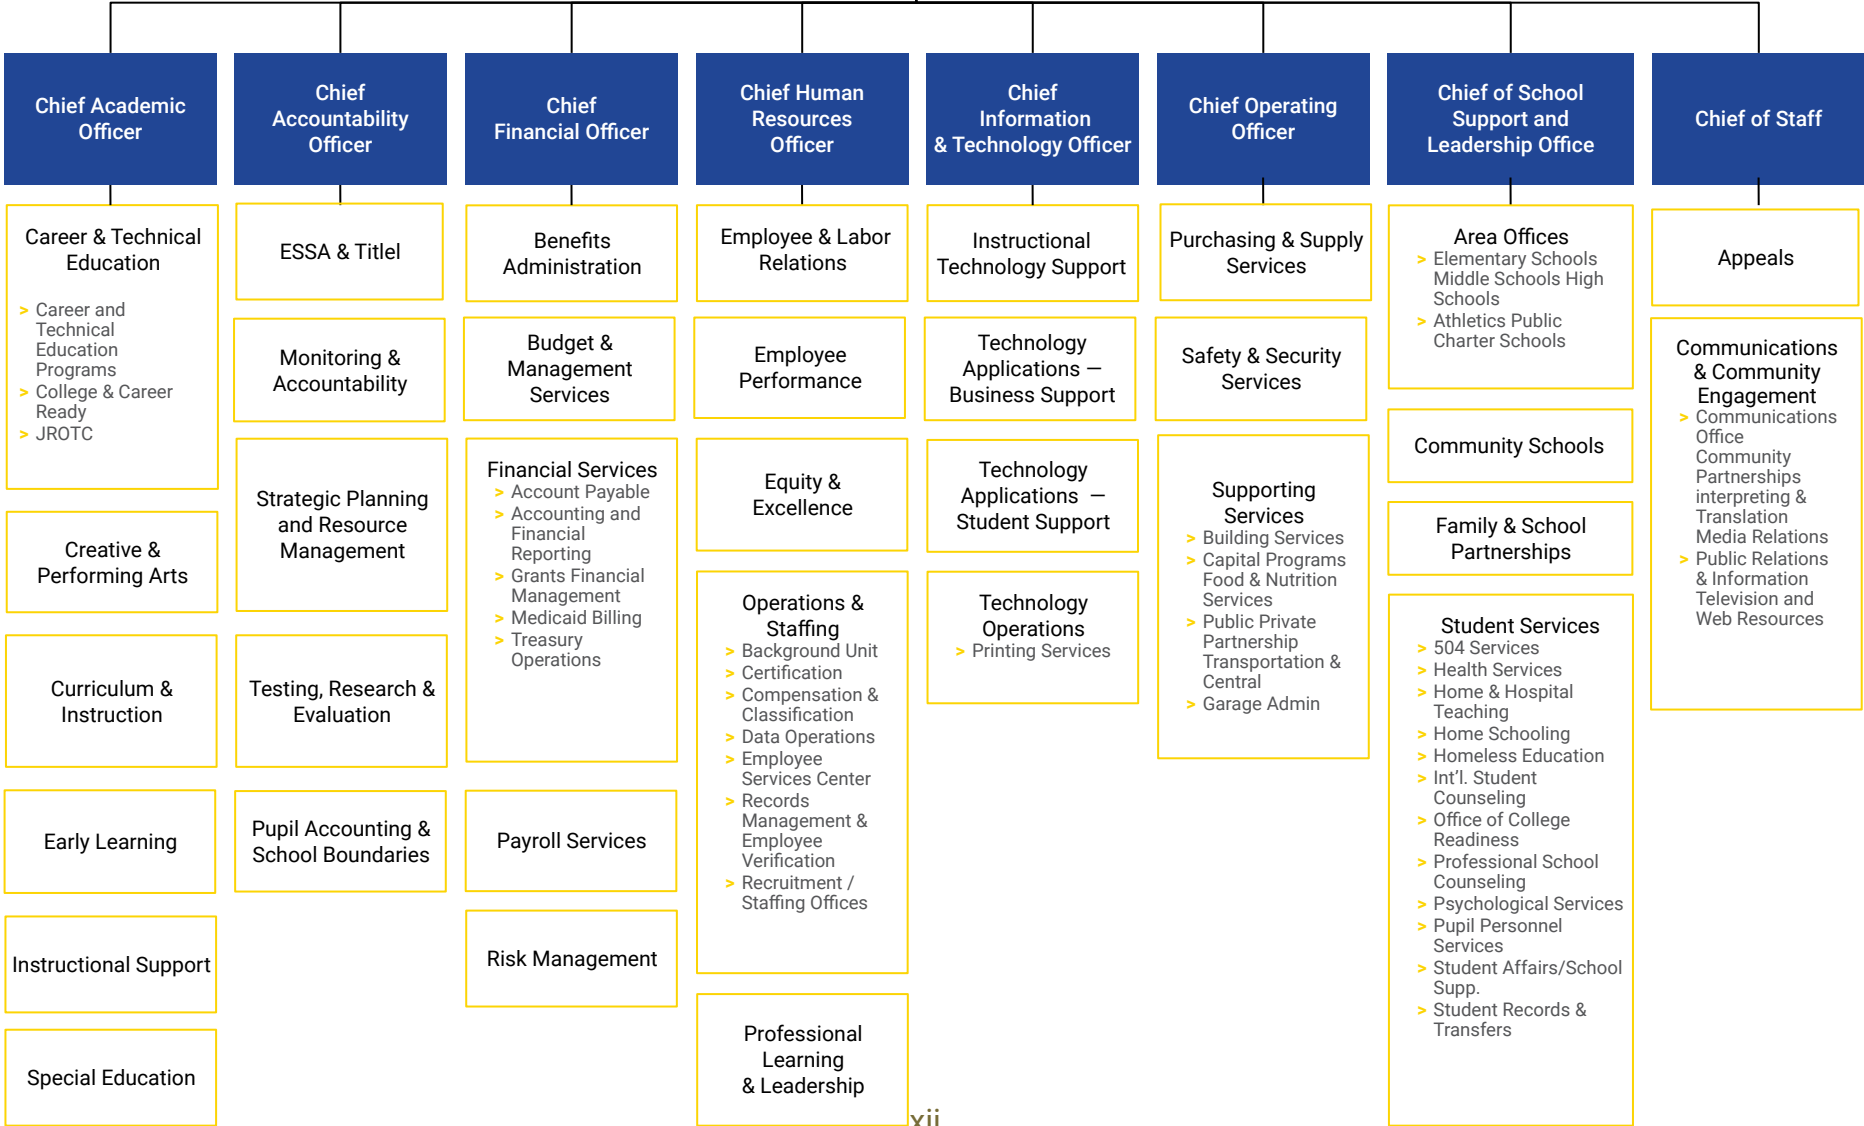 Chief Academic
Officer
Chief
Accountability
Officer
Chief
Financial Officer
Chief Human
Resources
Officer
Chief
Information
& Technology Officer
Chief Operating
Officer
Chief of School
Support and
Leadership Office
Chief of Staff
Career & Technical
Education
> Career and
Technical
Education
Programs
> College & Career
Ready
> JROTC
Creative &
Performing Arts
Curriculum &
Instruction
Early Learning
Instructional Support
Special Education
ESSA & Titlel
Monitoring &
Accountability
Strategic Planning
and Resource
Management
Testing, Research &
Evaluation
Pupil Accounting &
School Boundaries
Benefits
Administration
Budget &
Management
Services
Financial Services
> Account Payable
> Accounting and
Financial
Reporting
> Grants Financial
Management
> Medicaid Billing
> Treasury
Operations
Payroll Services
Risk Management
Employee & Labor
Relations
Employee
Performance
Equity &
Excellence
Operations &
Staffing
> Background Unit
> Certification
> Compensation &
Classification
> Data Operations
> Employee
Services Center
> Records
Management &
Employee
Verification
> Recruitment /
Staffing Offices
Professional
Learning
& Leadership
Instructional
Technology Support
Technology
Applications —
Business Support
Technology
Applications —
Student Support
Technology
Operations
> Printing Services
Purchasing & Supply
Services
Safety & Security
Services
Supporting
Services
> Building Services
> Capital Programs
Food & Nutrition
Services
> Public Private
Partnership
Transportation &
Central
> Garage Admin
Area Offices
> Elementary Schools
Middle Schools High
Schools
> Athletics Public
Charter Schools
Community Schools
Family & School
Partnerships
Student Services
> 504 Services
> Health Services
> Home & Hospital
Teaching
> Home Schooling
> Homeless Education
> Int'l. Student
Counseling
> Office of College
Readiness
> Professional School
Counseling
> Psychological Services
> Pupil Personnel
Services
> Student Affairs/School
Supp.
> Student Records &
Transfers
Appeals
Communications
& Community
Engagement
> Communications
Office
Community
Partnerships
interpreting &
Translation
Media Relations
> Public Relations
& Information
Television and
Web Resources
xii